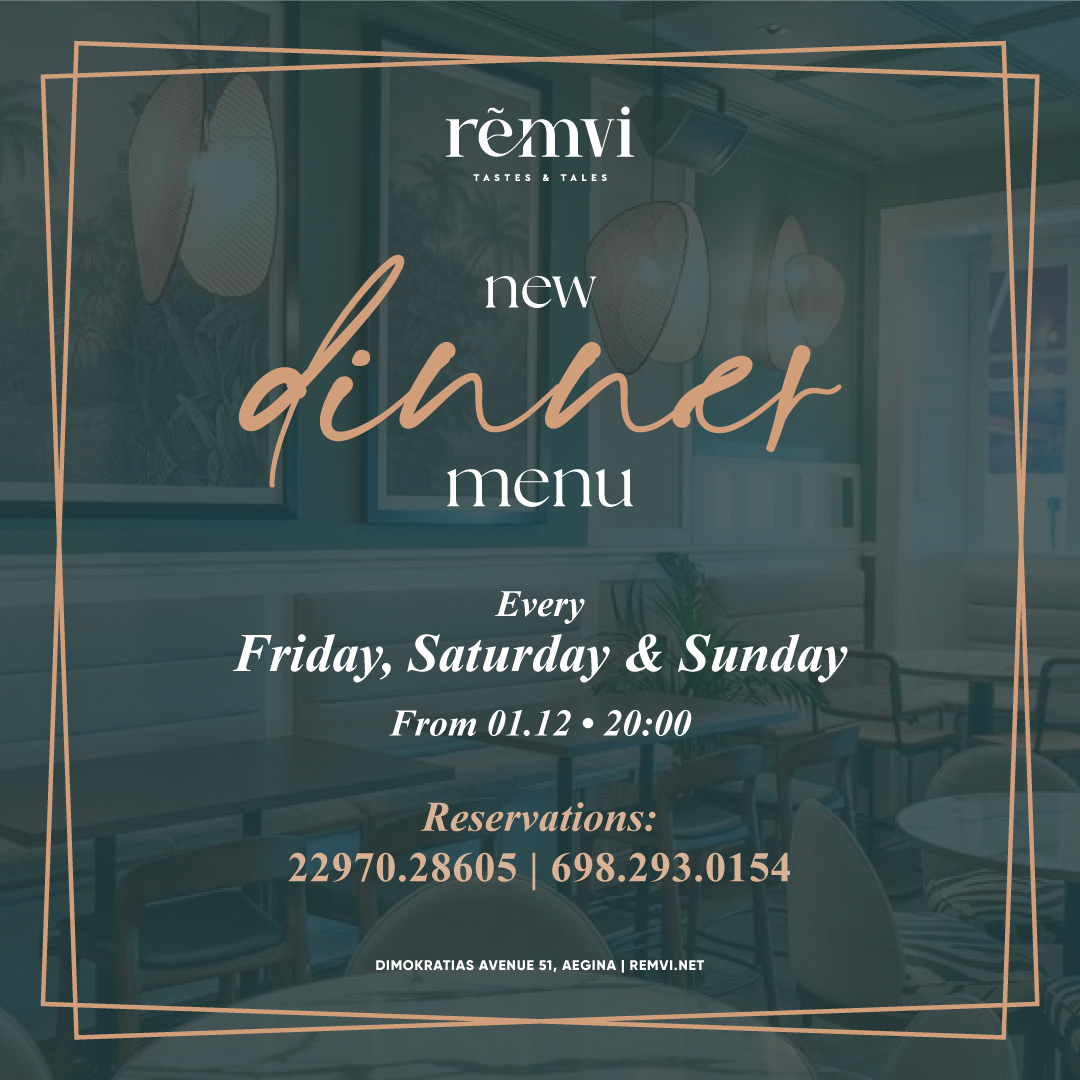 rẽmvi
TASTES & TALES
new
dinner
menu
Every
Friday, Saturday & Sunday
From 01.12 • 20:00
Reservations:
22970.28605 | 698.293.0154
DIMOKRATIAS AVENUE 51, AEGINA | REMVI.NET